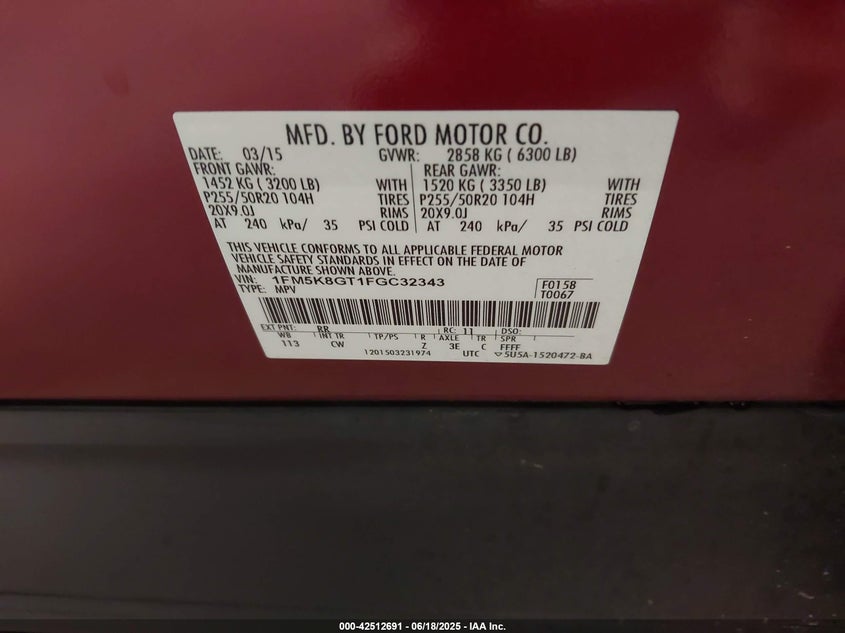 MFD. BY FORD MOTOR CO.
DATE: 03/15 GVWR: 2858 KG ( 6300 LB)
FRONT GAWR: REAR GAWR:
1452 KG ( 3200 LB) WITH 1520 KG ( 3350 LB) WITH
P255/50R20 104H TIRES P255/50R20 104H TIRES
20X9.0J RIMS 20X9.0J RIMS
AT 240 kPa/ 35 PSI COLD AT 240 kPa/ 35 PSI COLD
THIS VEHICLE CONFORMS TO ALL APPLICABLE FEDERAL MOTOR
VEHICLE SAFETY STANDARDS IN EFFECT ON THE DATE OF
MANUFACTURE SHOWN ABOVE.
VIN: 1FM5K8GT1FGC32343 F0158
TYPE: MPV T0067
EXT PNT: RR RC: 11 DSO:
WB INT TR TP/PS R AXLE TR SPR
113 CW Z 3E C FFFF
1201503231974 UTC ▽5U5A-1520472-BA
000-42512691 - 06/18/2025 - IAA Inc.